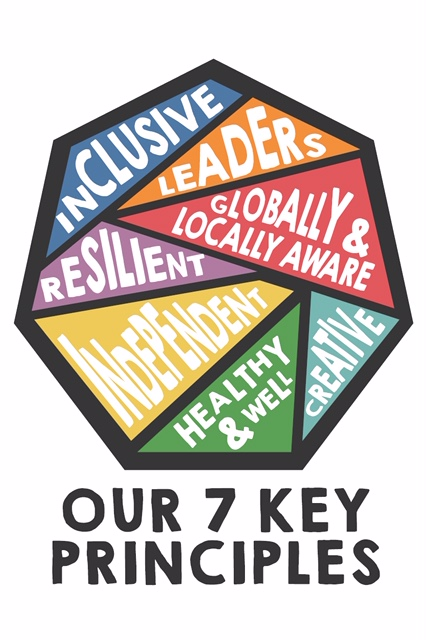 INCLUSIVE
LEADERS
GLOBALLY &
LOCALLY AWARE
RESILIENT
INDEPENDENT
HEALTHY
& WELL
CREATIVE
OUR 7 KEY
PRINCIPLES